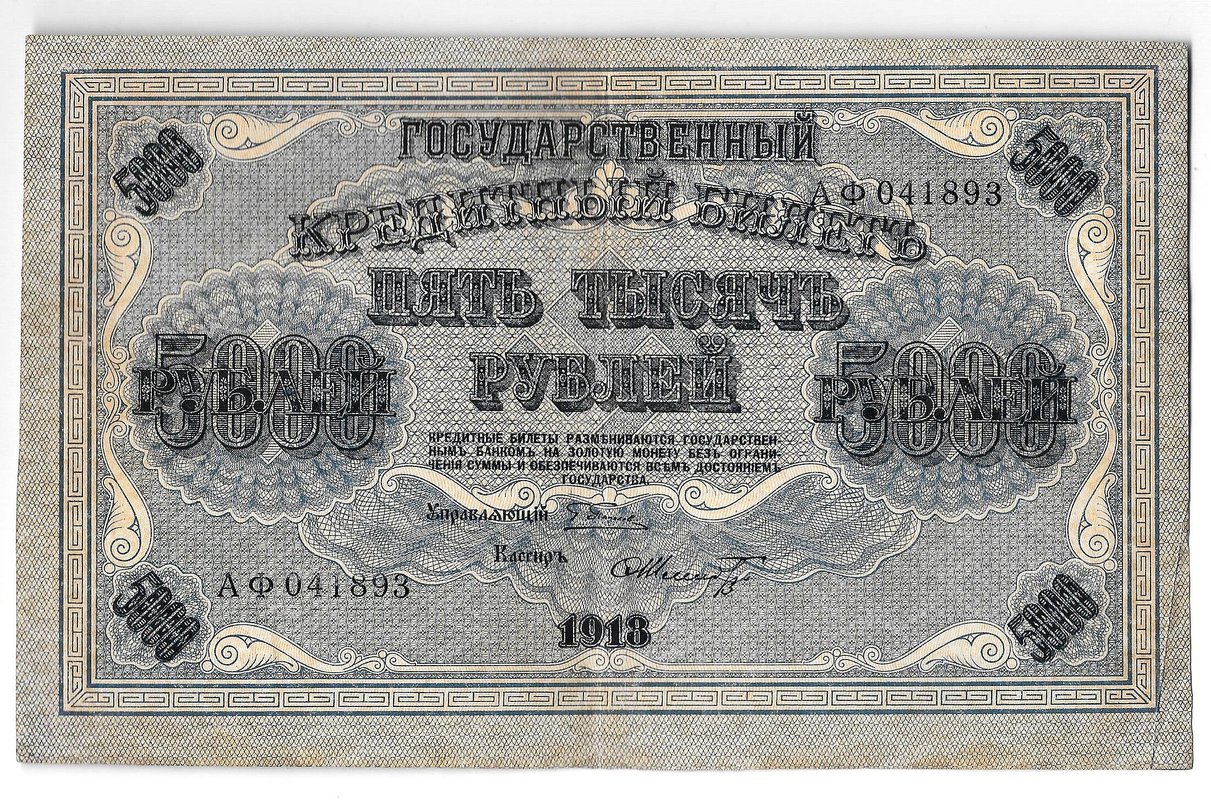 5000
5000
ГОСУДАРСТВЕННЫЙ
КРЕДИТНЫЙ БИЛЕТЪ
АФ 041893
ПЯТЬ ТЫСЯЧЪ
РУБЛЕЙ
5000
РУБЛЕЙ
5000
РУБЛЕЙ
КРЕДИТНЫЕ БИЛЕТЫ РАЗМѢНИВАЮТСЯ ГОСУДАРСТВЕН-
НЫМЪ БАНКОМЪ НА ЗОЛОТУЮ МОНЕТУ БЕЗЪ ОГРАНИ-
ЧЕНІЯ СУММЫ И ОБЕЗПЕЧИВАЮТСЯ ВСѢМЪ ДОСТОЯНІЕМЪ
ГОСУДАРСТВА.
Управляющій
Кассиръ
АФ 041893
5000
5000
1918